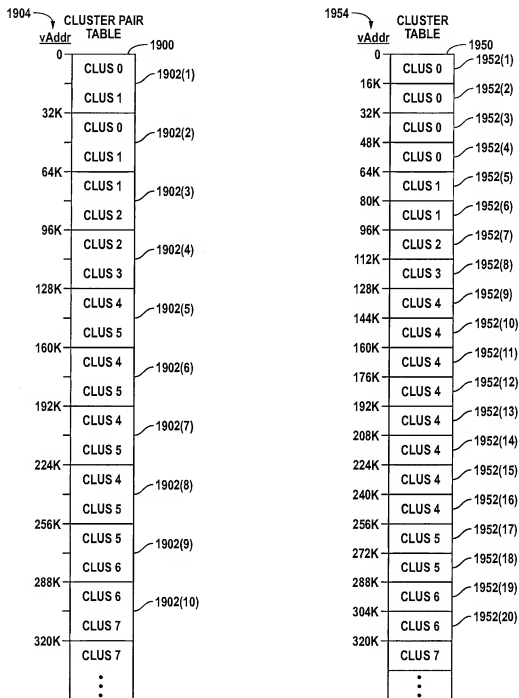 1904
vAddr
CLUSTER PAIR
TABLE
1900
0
CLUS 0
1902(1)
CLUS 1
32K
CLUS 0
1902(2)
CLUS 1
64K
CLUS 1
1902(3)
CLUS 2
96K
CLUS 2
1902(4)
CLUS 3
128K
CLUS 4
1902(5)
CLUS 5
160K
CLUS 4
1902(6)
CLUS 5
192K
CLUS 4
1902(7)
CLUS 5
224K
CLUS 4
1902(8)
CLUS 5
256K
CLUS 5
1902(9)
CLUS 6
288K
CLUS 6
1902(10)
CLUS 7
320K
CLUS 7
1954
vAddr
CLUSTER
TABLE
1950
0
CLUS 0
1952(1)
16K
CLUS 0
1952(2)
32K
CLUS 0
1952(3)
48K
CLUS 0
1952(4)
64K
CLUS 1
1952(5)
80K
CLUS 1
1952(6)
96K
CLUS 2
1952(7)
112K
CLUS 3
1952(8)
128K
CLUS 4
1952(9)
144K
CLUS 4
1952(10)
160K
CLUS 4
1952(11)
176K
CLUS 4
1952(12)
192K
CLUS 4
1952(13)
208K
CLUS 4
1952(14)
224K
CLUS 4
1952(15)
240K
CLUS 4
1952(16)
256K
CLUS 5
1952(17)
272K
CLUS 5
1952(18)
288K
CLUS 6
1952(19)
304K
CLUS 6
1952(20)
320K
CLUS 7